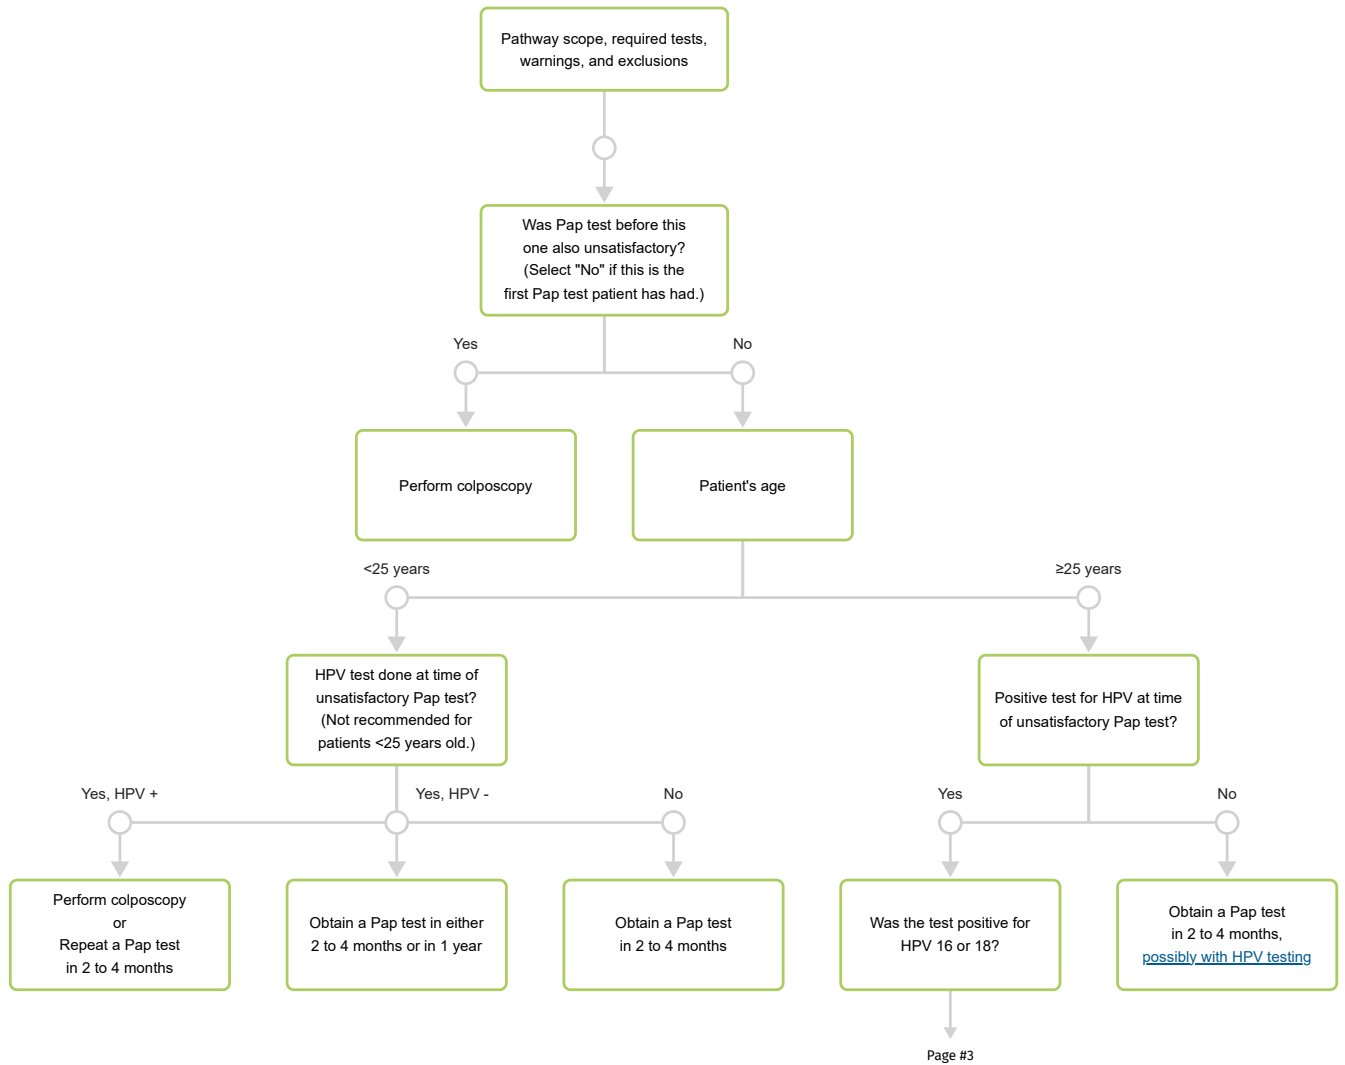 Pathway scope, required tests,
warnings, and exclusions
Was Pap test before this
one also unsatisfactory?
(Select "No" if this is the
first Pap test patient has had.)
Yes
No
Perform colposcopy
Patient's age
<25 years
≥25 years
HPV test done at time of
unsatisfactory Pap test?
(Not recommended for
patients <25 years old.)
Positive test for HPV at time
of unsatisfactory Pap test?
Yes, HPV +
Yes, HPV -
No
Yes
No
Perform colposcopy
or
Repeat a Pap test
in 2 to 4 months
Obtain a Pap test in either
2 to 4 months or in 1 year
Obtain a Pap test
in 2 to 4 months
Was the test positive for
HPV 16 or 18?
Obtain a Pap test
in 2 to 4 months,
possibly with HPV testing
Page #3